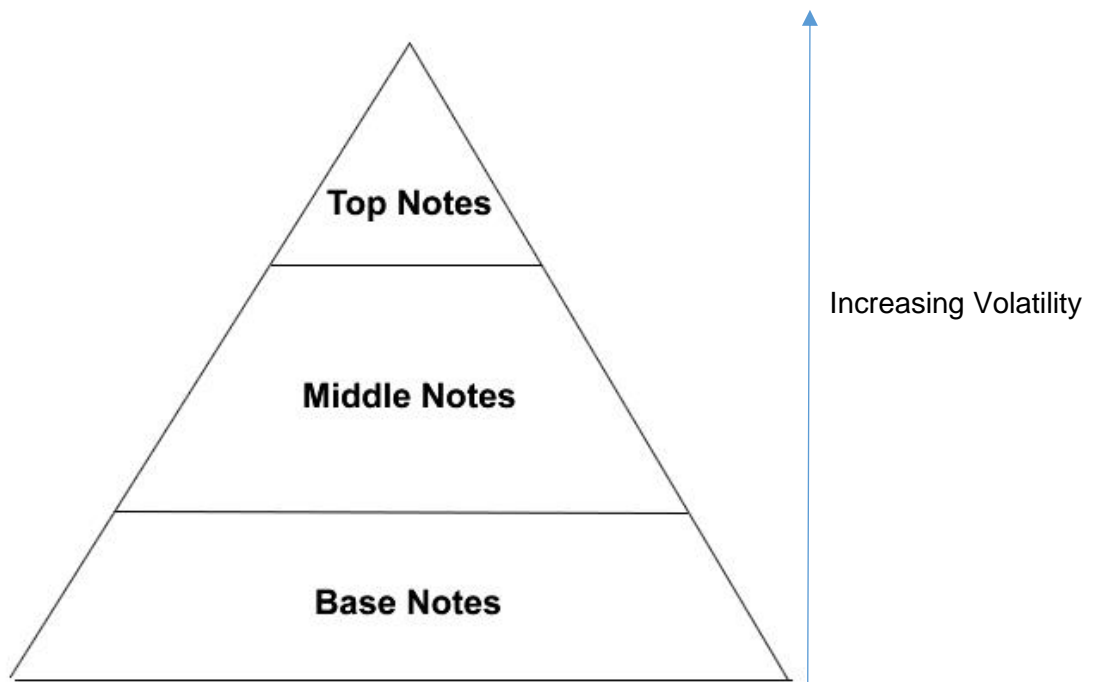 Top Notes
Increasing Volatility
Middle Notes
Base Notes